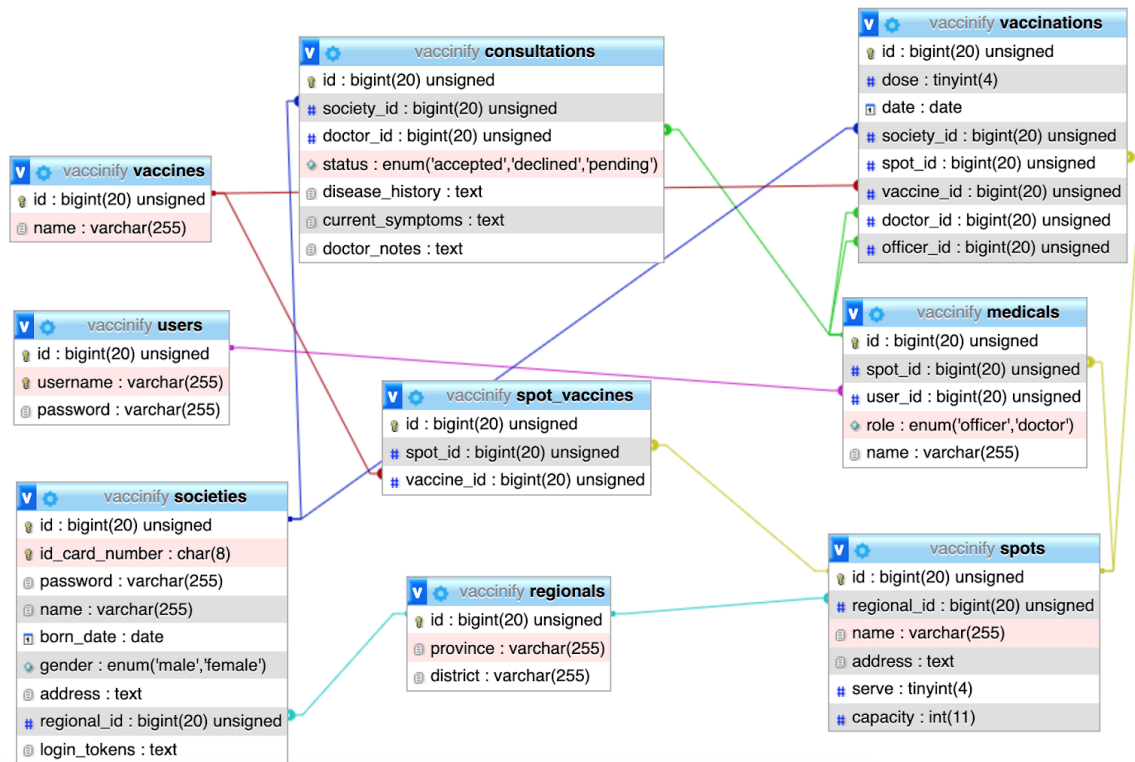 vaccinify consultations
id : bigint(20) unsigned
society_id : bigint(20) unsigned
doctor_id : bigint(20) unsigned
status : enum('accepted','declined','pending')
disease_history : text
current_symptoms : text
doctor_notes : text
vaccinify vaccinations
id : bigint(20) unsigned
dose : tinyint(4)
date : date
society_id : bigint(20) unsigned
spot_id : bigint(20) unsigned
vaccine_id : bigint(20) unsigned
doctor_id : bigint(20) unsigned
officer_id : bigint(20) unsigned
vaccinify vaccines
id : bigint(20) unsigned
name : varchar(255)
vaccinify users
id : bigint(20) unsigned
username : varchar(255)
password : varchar(255)
vaccinify medicals
id : bigint(20) unsigned
spot_id : bigint(20) unsigned
user_id : bigint(20) unsigned
role : enum('officer','doctor')
name : varchar(255)
vaccinify spot_vaccines
id : bigint(20) unsigned
spot_id : bigint(20) unsigned
vaccine_id : bigint(20) unsigned
vaccinify societies
id : bigint(20) unsigned
id_card_number : char(8)
password : varchar(255)
name : varchar(255)
born_date : date
gender : enum('male','female')
address : text
regional_id : bigint(20) unsigned
login_tokens : text
vaccinify regionals
id : bigint(20) unsigned
province : varchar(255)
district : varchar(255)
vaccinify spots
id : bigint(20) unsigned
regional_id : bigint(20) unsigned
name : varchar(255)
address : text
serve : tinyint(4)
capacity : int(11)